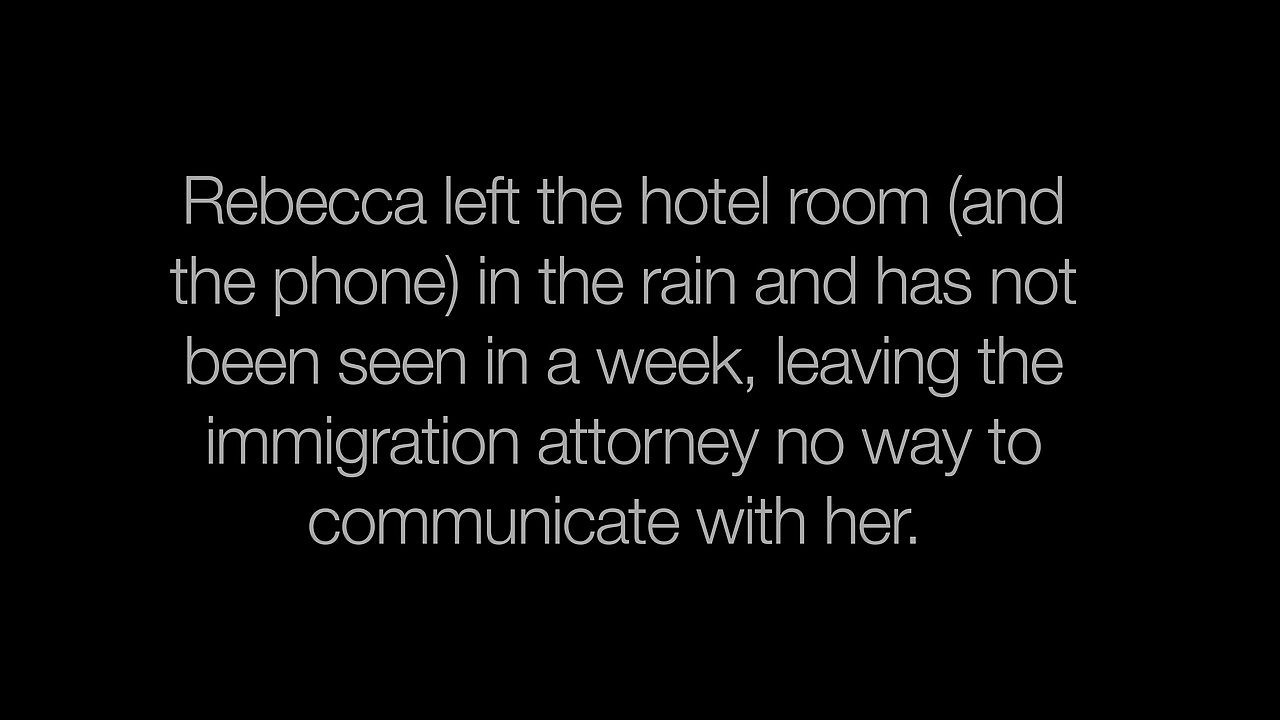 Rebecca left the hotel room (and
the phone) in the rain and has not
been seen in a week, leaving the
immigration attorney no way to
communicate with her.